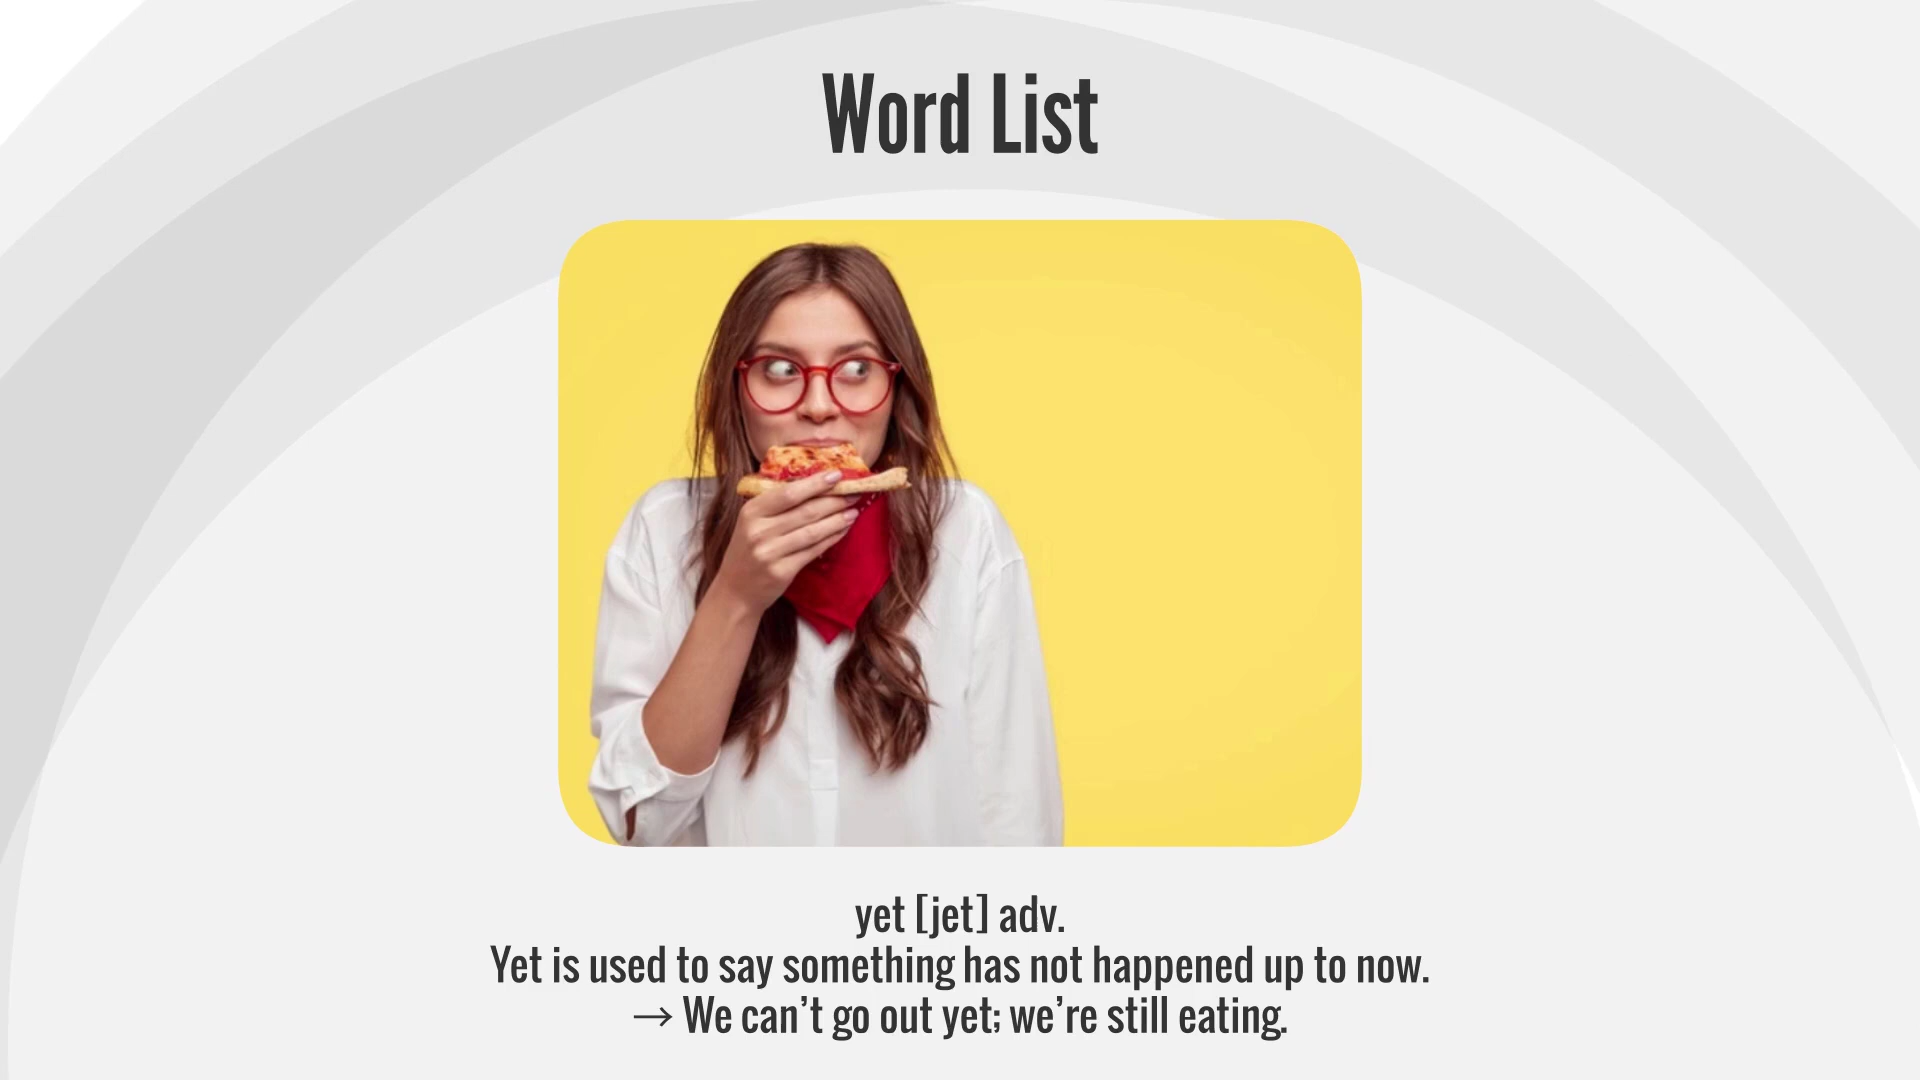 Word List
yet [jet] adv.
Yet is used to say something has not happened up to now.
→ We can’t go out yet; we’re still eating.